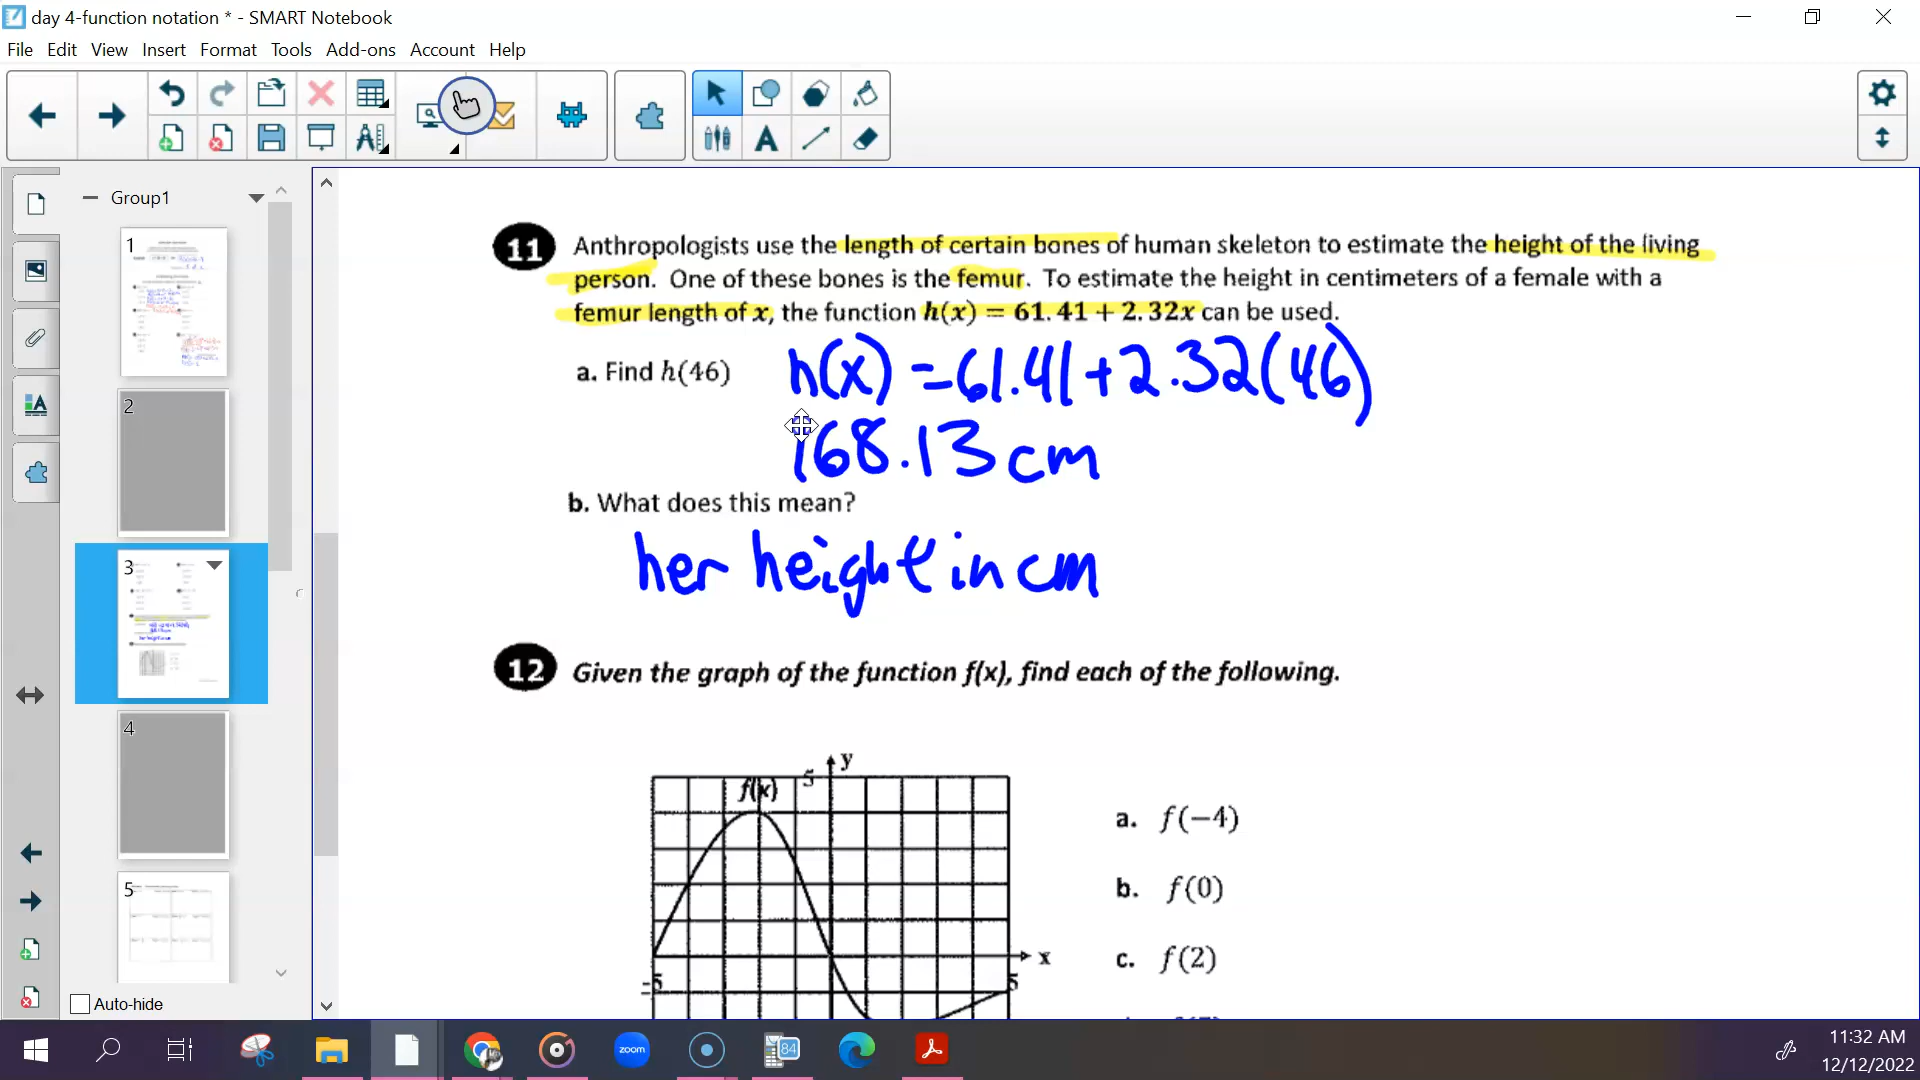 day 4-function notation * - SMART Notebook
File Edit View Insert Format Tools Add-ons Account Help
Group1
1
2
3
4
5
Auto-hide
11 Anthropologists use the length of certain bones of human skeleton to estimate the height of the living
person. One of these bones is the femur. To estimate the height in centimeters of a female with a
femur length of x, the function h(x) = 61.41 + 2.32x can be used.
a. Find h(46) h(x) = 61.41 + 2.32(46)
168.13 cm
b. What does this mean?
her height in cm
12 Given the graph of the function f(x), find each of the following.
y
5
f(x)
x
-5
5
a. f(-4)
b. f(0)
c. f(2)
zoom
84
11:32 AM
12/12/2022